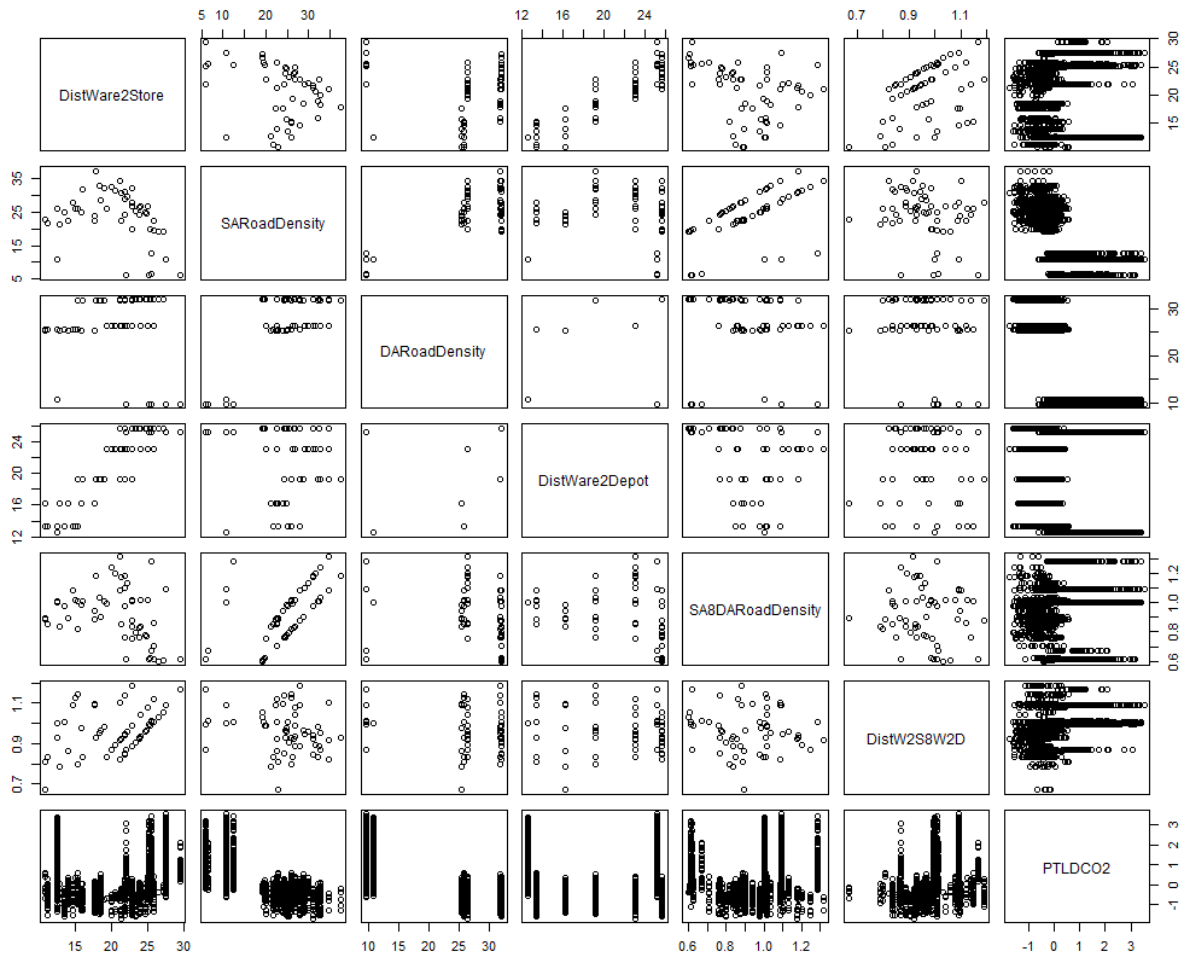 5 20 30
12 16 20 24
0.7 0.9 1.1
DistWare2Store
15 20 25 30
5 15 25 35
SARoadDensity
DARoadDensity
10 20 30
12 16 20 24
DistWare2Depot
SA8DARoadDensity
0.6 0.8 1.0 1.2
0.7 0.9 1.1
DistW2S8W2D
PTLDCO2
-1 0 1 2 3
15 20 25 30
10 15 20 25 30
0.6 0.8 1.0 1.2
-1 0 1 2 3